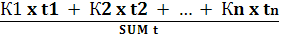 К1 x t1 + К2 x t2 + ... + Кn x tn
SUM t